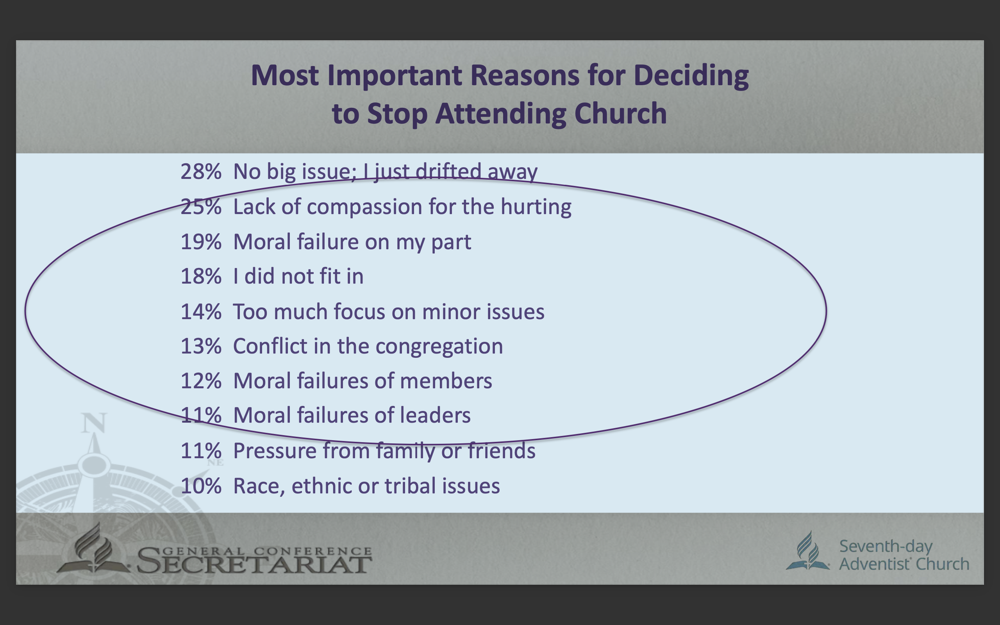 Most Important Reasons for Deciding
to Stop Attending Church
28% No big issue; I just drifted away
25% Lack of compassion for the hurting
19% Moral failure on my part
18% I did not fit in
14% Too much focus on minor issues
13% Conflict in the congregation
12% Moral failures of members
11% Moral failures of leaders
11% Pressure from family or friends
10% Race, ethnic or tribal issues
N
NE
GENERAL CONFERENCE
SECRETARIAT
Seventh-day
Adventist® Church